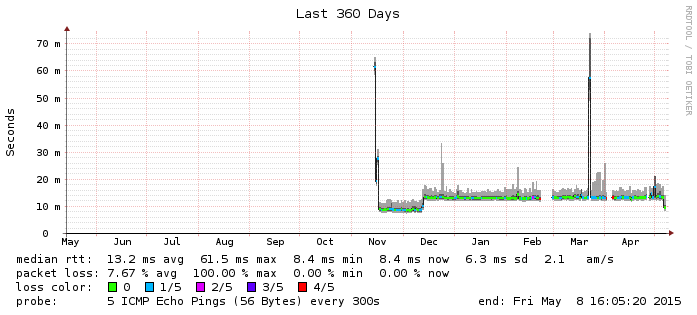 Last 360 Days
RRDTOOL / TOBI OETIKER
Seconds
70 m
60 m
50 m
40 m
30 m
20 m
10 m
0
May Jun Jul Aug Sep Oct Nov Dec Jan Feb Mar Apr
median rtt: 13.2 ms avg 61.5 ms max 8.4 ms min 8.4 ms now 6.3 ms sd 2.1 am/s
packet loss: 7.67 % avg 100.00 % max 0.00 % min 0.00 % now
loss color: 0 1/5 2/5 3/5 4/5
probe: 5 ICMP Echo Pings (56 Bytes) every 300s end: Fri May 8 16:05:20 2015